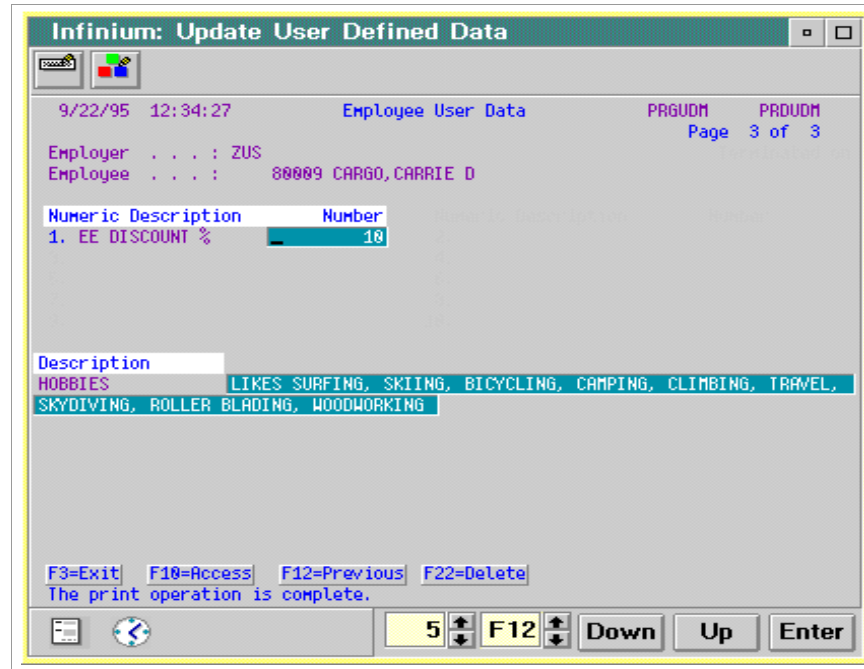 Infinium: Update User Defined Data
9/22/95 12:34:27 Employee User Data PRGUDM PRDUDM
Page 3 of 3
Employer . . . : ZUS
Employee . . . : 80009 CARGO,CARRIE D
Numeric Description Number
1. EE DISCOUNT % 10
Description
HOBBIES LIKES SURFING, SKIING, BICYCLING, CAMPING, CLIMBING, TRAVEL,
SKYDIVING, ROLLER BLADING, WOODWORKING
F3=Exit F10=Access F12=Previous F22=Delete
The print operation is complete.
5 F12 Down Up Enter